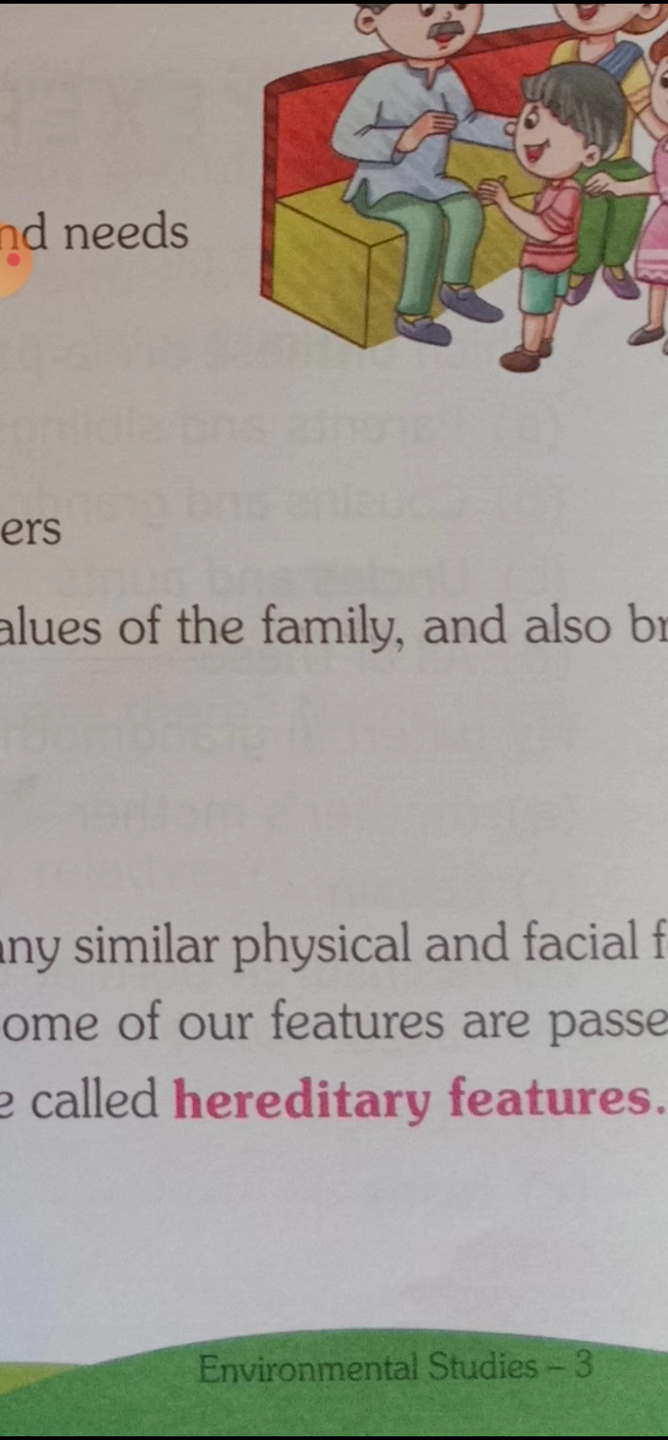 nd needs
ers
alues of the family, and also br
ny similar physical and facial f
ome of our features are passe
e called hereditary features.
Environmental Studies – 3